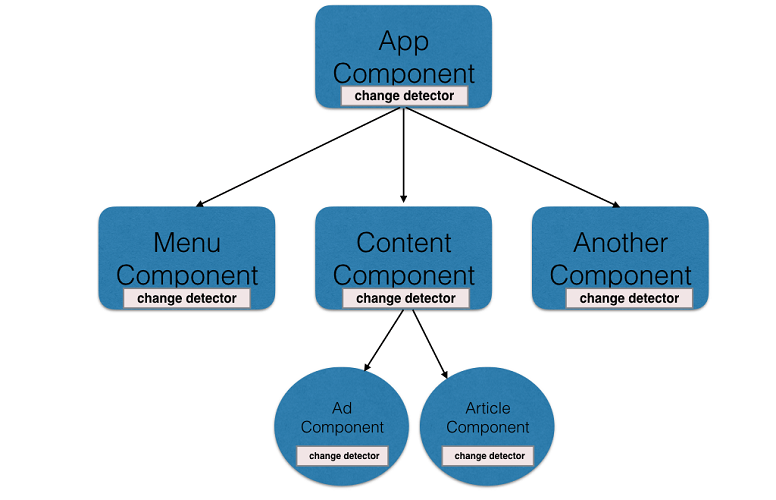 App
Component
change detector
Menu
Component
change detector
Content
Component
change detector
Another
Component
change detector
Ad
Component
change detector
Article
Component
change detector